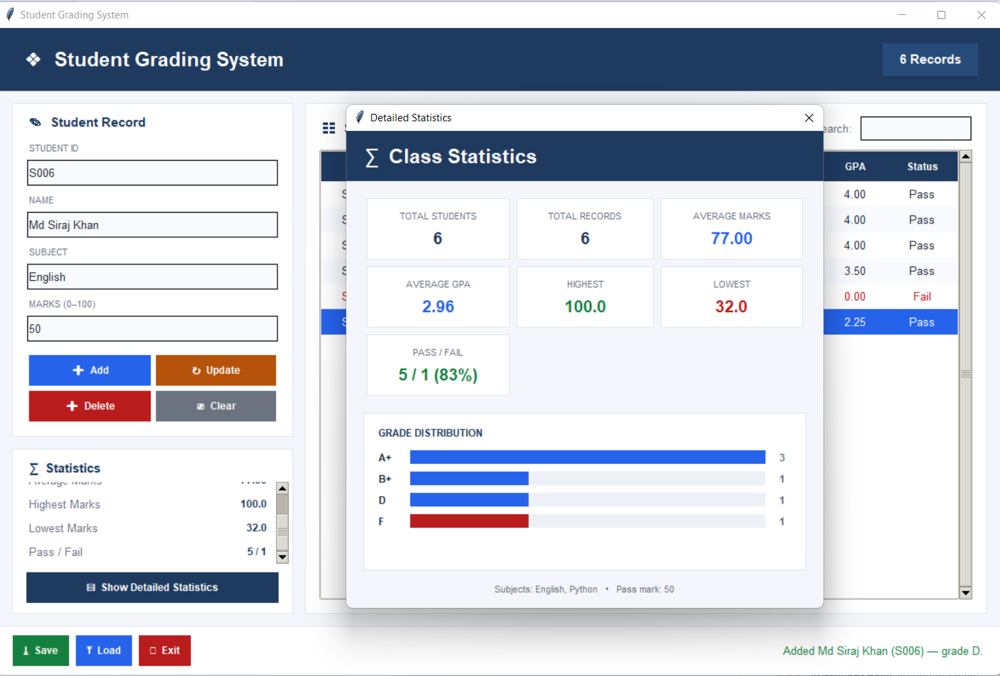 Student Grading System
Student Grading System
6 Records
Student Record
STUDENT ID
S006
NAME
Md Siraj Khan
SUBJECT
English
MARKS (0–100)
50
Add
Update
Delete
Clear
∑ Statistics
Average Marks 77.00
Highest Marks 100.0
Lowest Marks 32.0
Pass / Fail 5 / 1
Show Detailed Statistics
earch:
GPA Status
4.00 Pass
4.00 Pass
4.00 Pass
3.50 Pass
0.00 Fail
2.25 Pass
Detailed Statistics
∑ Class Statistics
TOTAL STUDENTS
6
TOTAL RECORDS
6
AVERAGE MARKS
77.00
AVERAGE GPA
2.96
HIGHEST
100.0
LOWEST
32.0
PASS / FAIL
5 / 1 (83%)
GRADE DISTRIBUTION
A+ 3
B+ 1
D 1
F 1
Subjects: English, Python • Pass mark: 50
Save
Load
Exit
Added Md Siraj Khan (S006) — grade D.